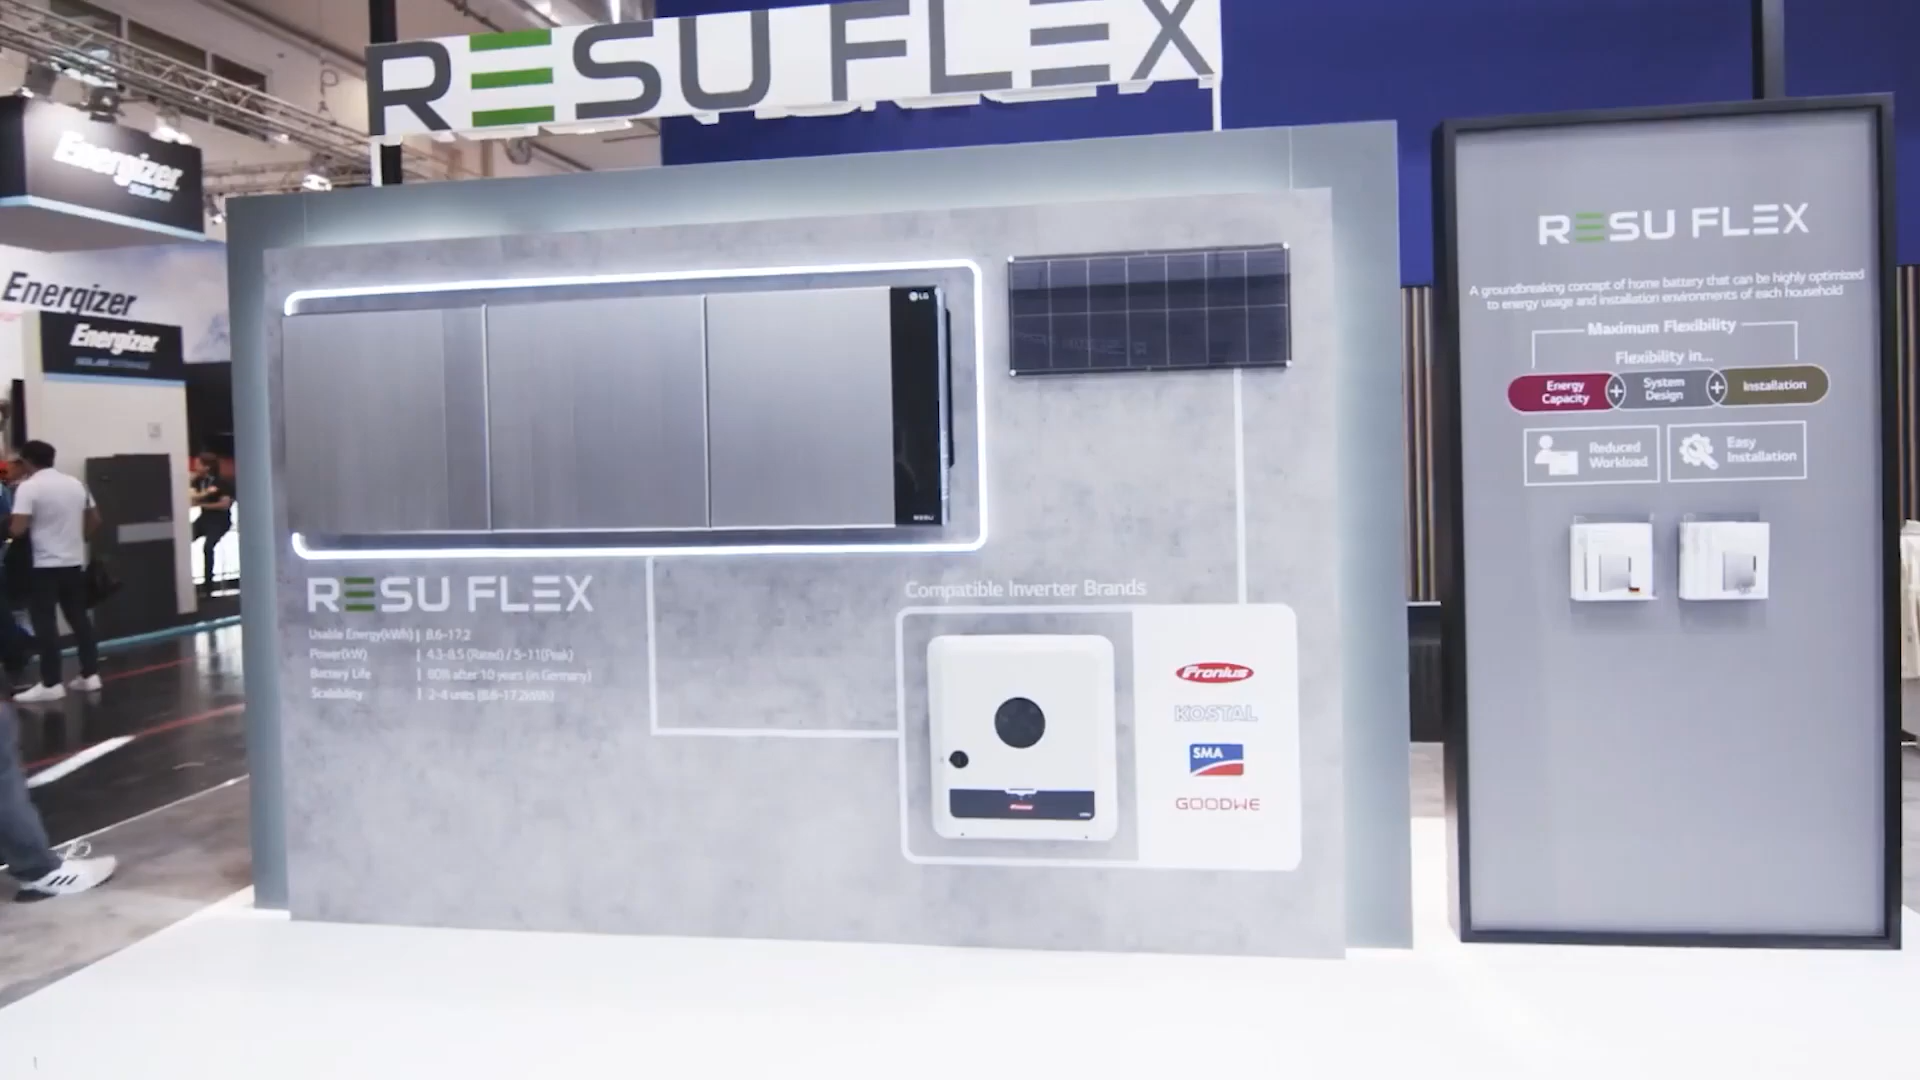 RESU FLEX
Energizer
SOLAR
Energizer
Energizer
LG
RESU
RESU FLEX
Usable Energy(kWh) | 8.6-17.2
Power(kW) | 4.3-8.5 (Rated) / 5-11(Peak)
Battery Life | 80% after 10 years (in Germany)
Scalability | 2-4 units (8.6-17.2kWh)
Compatible Inverter Brands
Fronius
KOSTAL
SMA
GOODWE
Fronius
RESU FLEX
A groundbreaking concept of home battery that can be highly optimized
to energy usage and installation environments of each household
Maximum Flexibility
Flexibility in...
Energy
Capacity
+
System
Design
+
Installation
Reduced
Workload
Easy
Installation